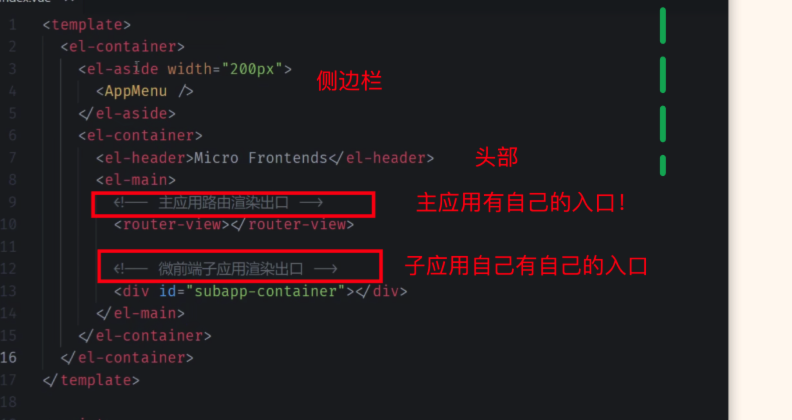 1 <template>
2 <el-container>
3 <el-aside width="200px"> 侧边栏
4 <AppMenu />
5 </el-aside>
6 <el-container>
7 <el-header>Micro Frontends</el-header> 头部
8 <el-main>
9 <!-- 主应用路由渲染出口 --> 主应用有自己的入口!
10 <router-view></router-view>
11
12 <!-- 微前端子应用渲染出口 --> 子应用自己有自己的入口
13 <div id="subapp-container"></div>
14 </el-main>
15 </el-container>
16 </el-container>
17 </template>
18